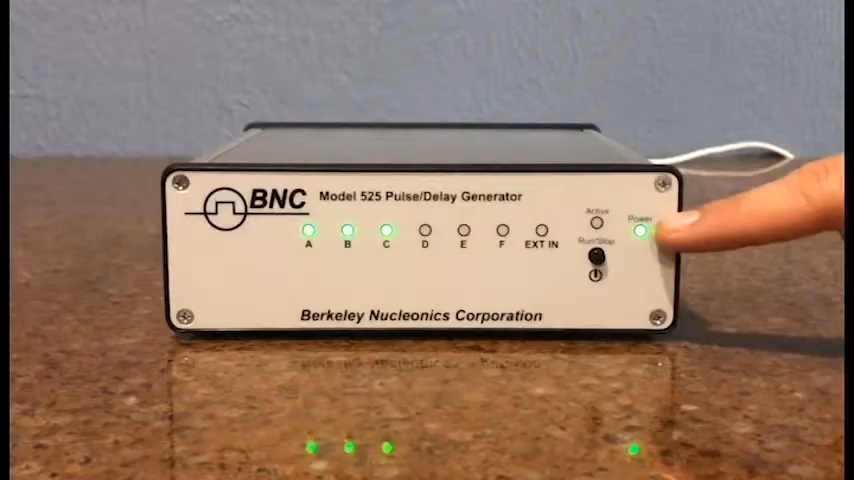 BNC
Model 525 Pulse/Delay Generator
Active
Power
A B C D E F EXT IN
Run/Stop
Berkeley Nucleonics Corporation